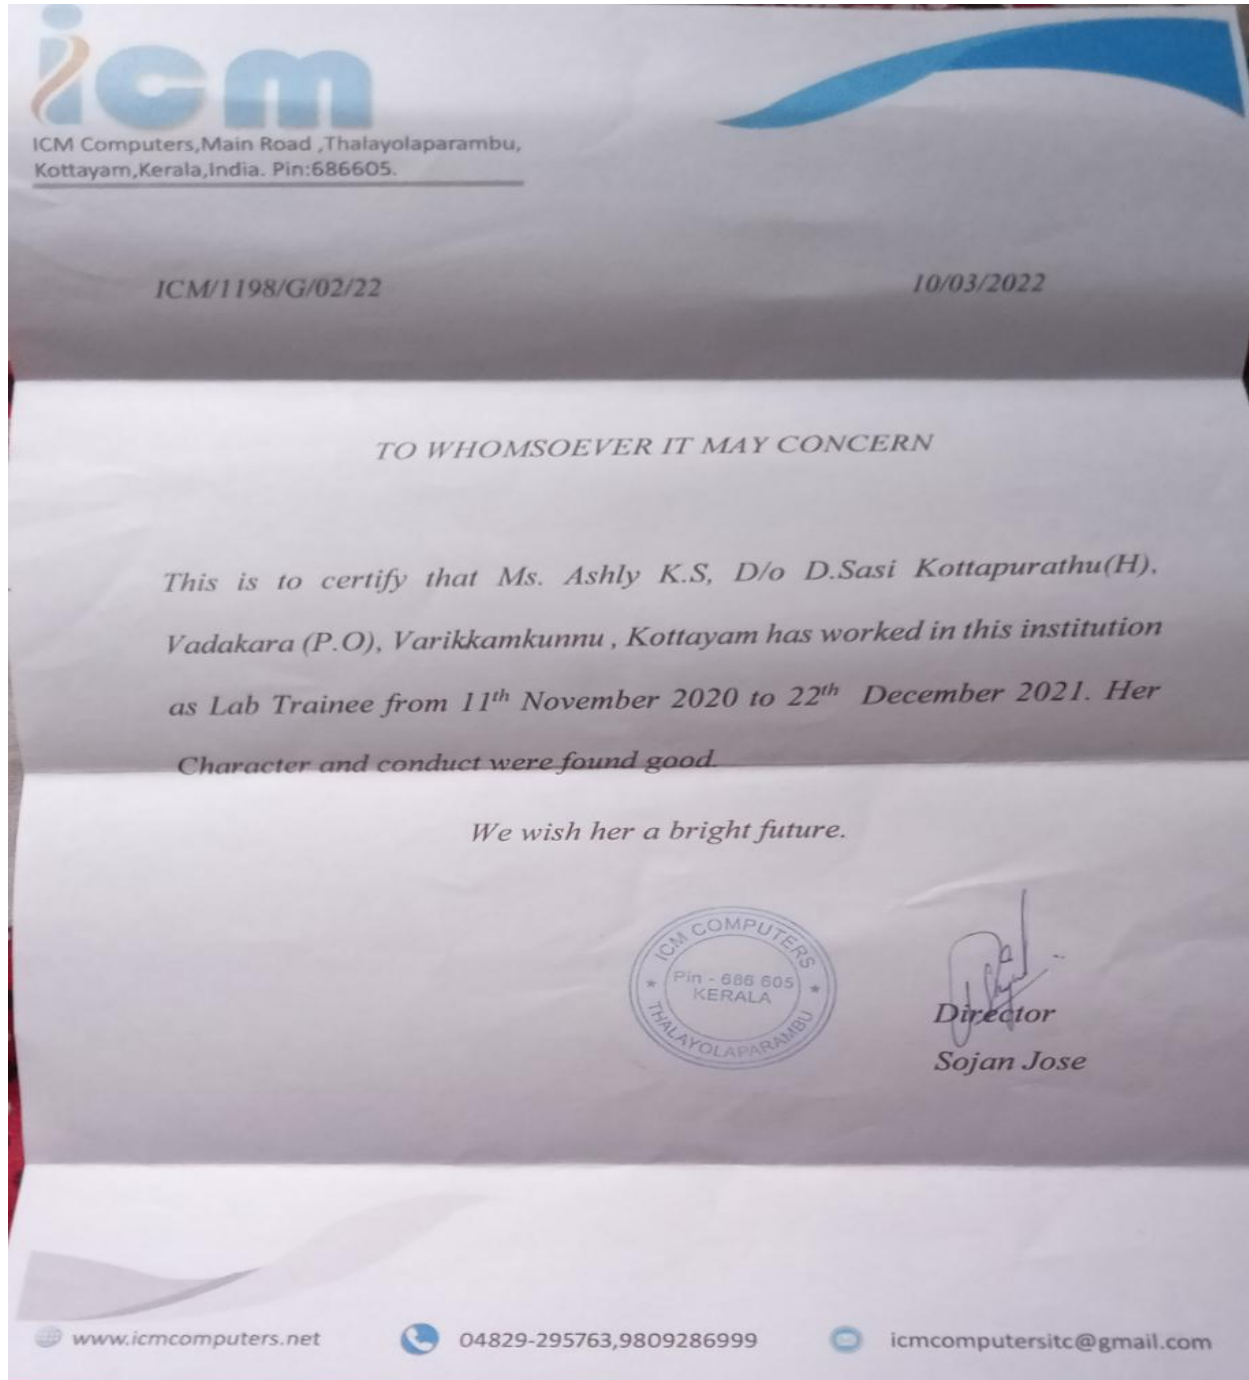 icm
ICM Computers,Main Road ,Thalayolaparambu,
Kottayam,Kerala,India. Pin:686605.
ICM/1198/G/02/22
10/03/2022
TO WHOMSOEVER IT MAY CONCERN
This is to certify that Ms. Ashly K.S, D/o D.Sasi Kottapurathu(H),
Vadakara (P.O), Varikkamkunnu , Kottayam has worked in this institution
as Lab Trainee from 11th November 2020 to 22th December 2021. Her
Character and conduct were found good.
We wish her a bright future.
ICM COMPUTERS
Pin - 686 605
KERALA
THALAYOLAPARAMBU
Director
Sojan Jose
www.icmcomputers.net
04829-295763,9809286999
icmcomputersitc@gmail.com